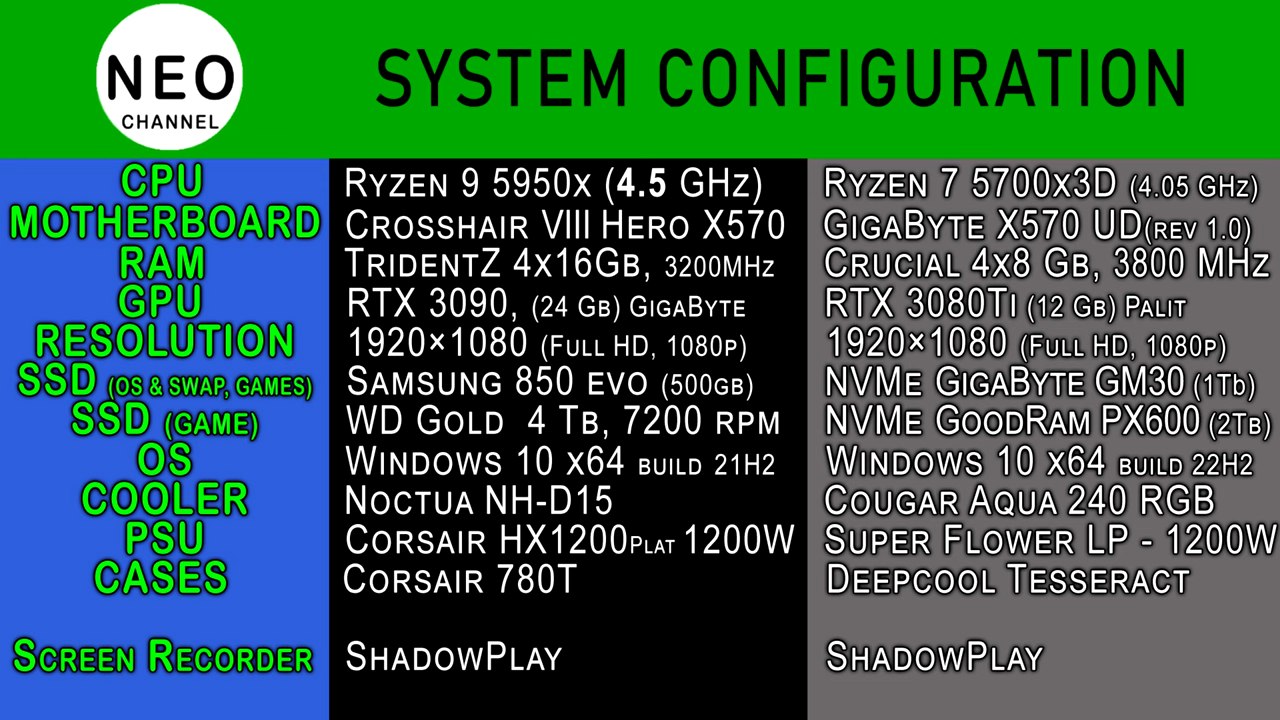 NEO
CHANNEL
SYSTEM CONFIGURATION
CPU Ryzen 9 5950x (4.5 GHz) Ryzen 7 5700x3D (4.05 GHz)
MOTHERBOARD Crosshair VIII Hero X570 GigaByte X570 UD(rev 1.0)
RAM TridentZ 4x16Gb, 3200MHz Crucial 4x8 Gb, 3800 MHz
GPU RTX 3090, (24 Gb) GigaByte RTX 3080Ti (12 Gb) Palit
RESOLUTION 1920×1080 (Full HD, 1080p) 1920×1080 (Full HD, 1080p)
SSD (OS & SWAP, GAMES) Samsung 850 evo (500gb) NVMe GigaByte GM30 (1Tb)
SSD (GAME) WD Gold 4 Tb, 7200 rpm NVMe GoodRam PX600 (2Tb)
OS Windows 10 x64 build 21H2 Windows 10 x64 build 22H2
COOLER Noctua NH-D15 Cougar Aqua 240 RGB
PSU Corsair HX1200plat 1200W Super Flower LP - 1200W
CASES Corsair 780T Deepcool Tesseract
Screen Recorder ShadowPlay ShadowPlay